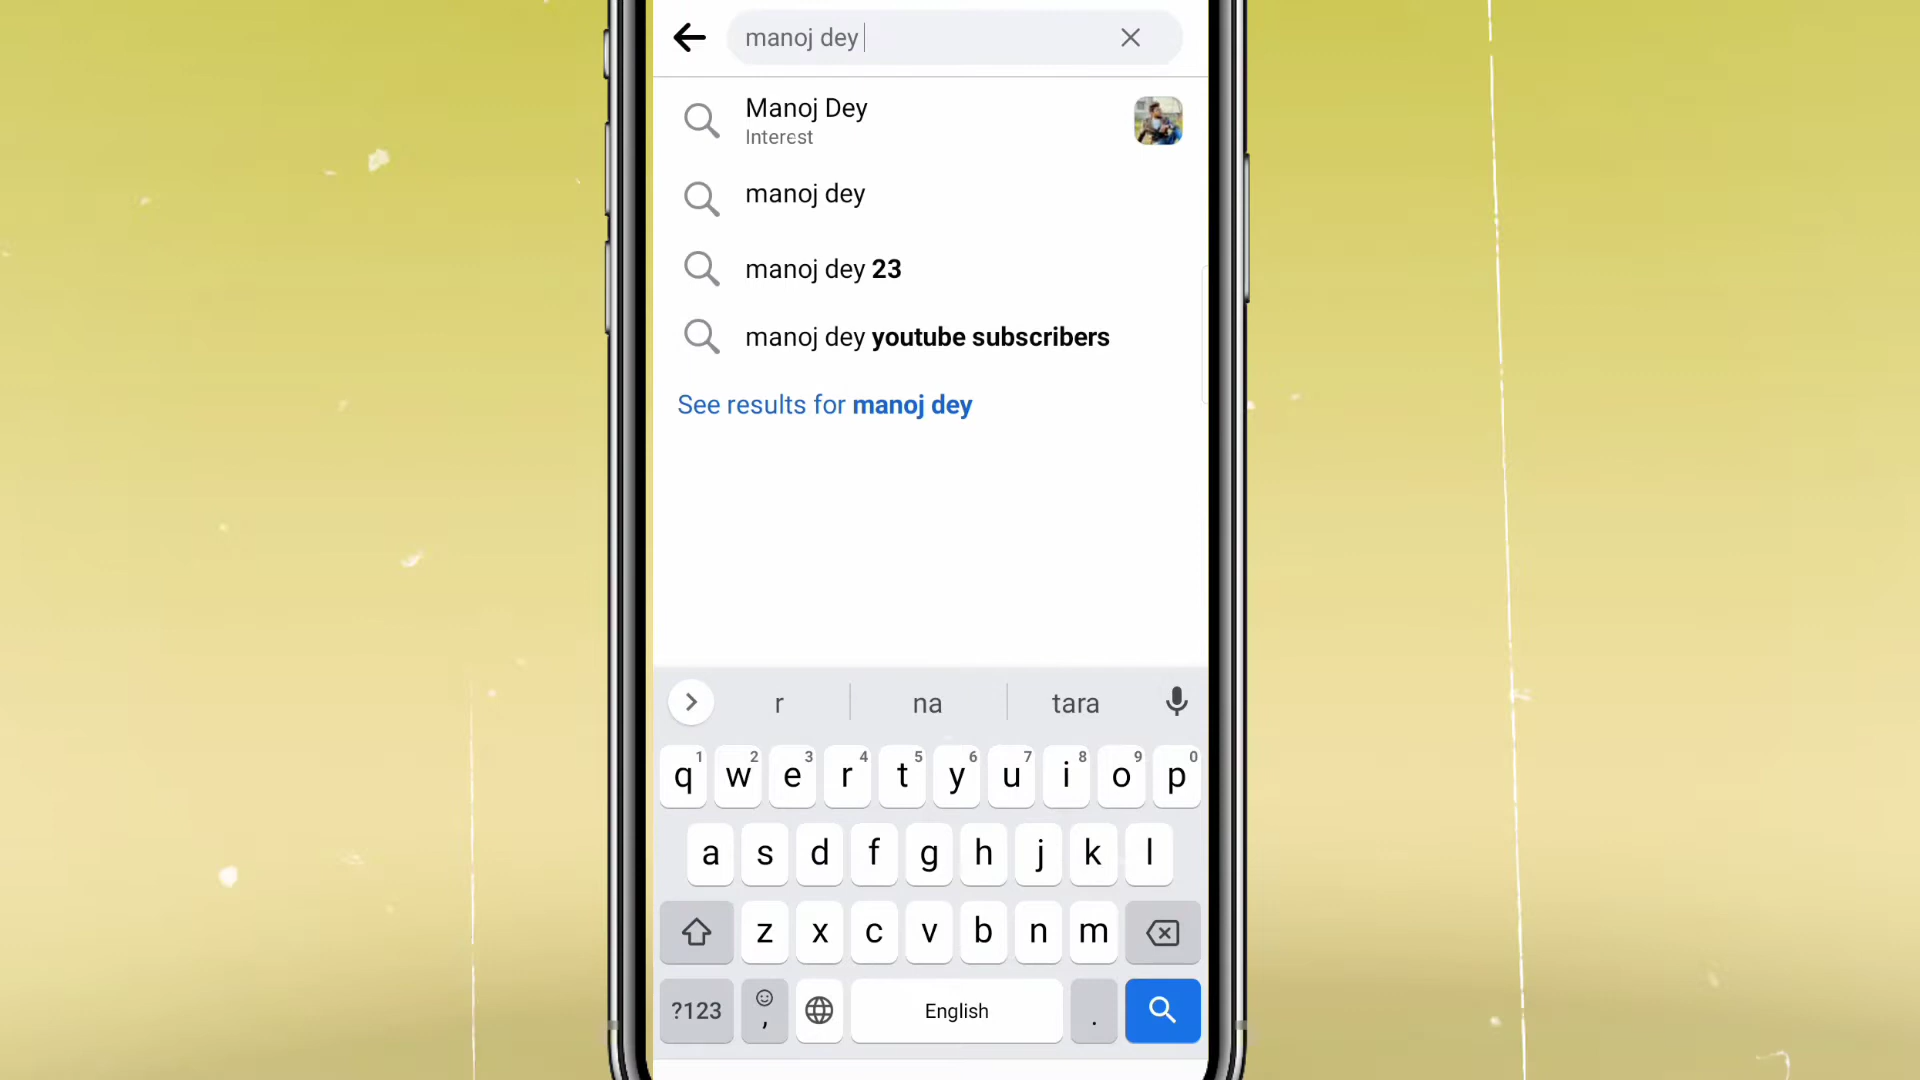 manoj dey
Manoj Dey
Interest
manoj dey
manoj dey 23
manoj dey youtube subscribers
See results for manoj dey
r na tara
1 2 3 4 5 6 7 8 9 0
q w e r t y u i o p
a s d f g h j k l
z x c v b n m
?123 , English .